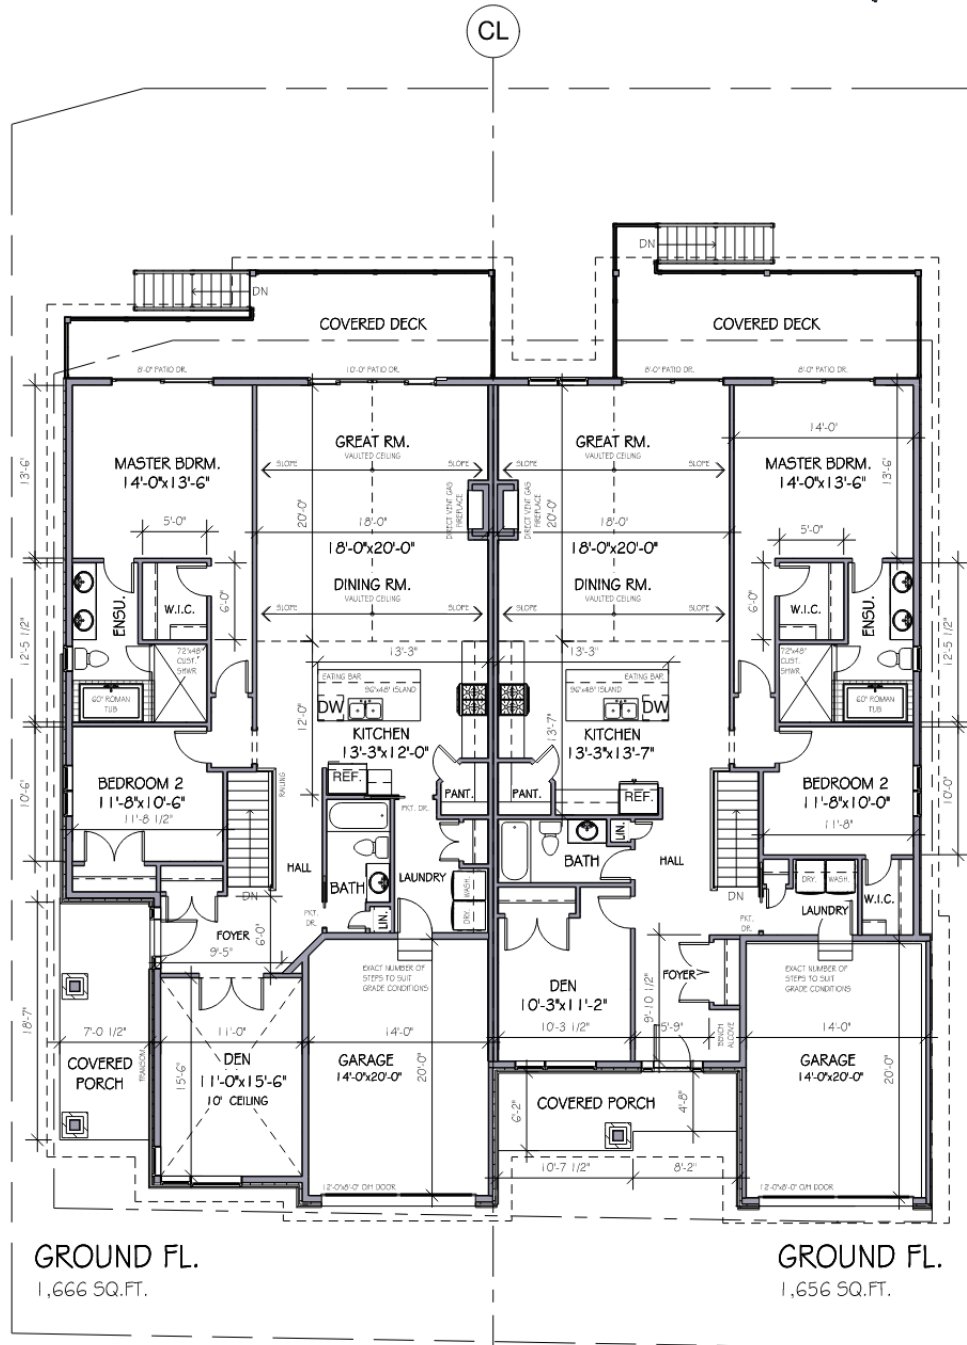 CL
DN
DN
COVERED DECK
COVERED DECK
8'-0" PATIO DR.
10'-0" PATIO DR.
8'-0" PATIO DR.
8'-0" PATIO DR.
GREAT RM.
VAULTED CEILING
GREAT RM.
VAULTED CEILING
14'-0"
SLOPE
SLOPE
SLOPE
SLOPE
MASTER BDRM.
14'-0"x13'-6"
MASTER BDRM.
14'-0"x13'-6"
13'-6"
13'-6"
20'-0"
20'-0"
DIRECT VENT GAS
FIREPLACE
DIRECT VENT GAS
FIREPLACE
5'-0"
18'-0"
18'-0"
5'-0"
18'-0"x20'-0"
18'-0"x20'-0"
DINING RM.
VAULTED CEILING
DINING RM.
VAULTED CEILING
SLOPE
SLOPE
SLOPE
SLOPE
ENSU.
W.I.C.
6'-0"
6'-0"
W.I.C.
ENSU.
12'-5 1/2"
12'-5 1/2"
13'-3"
13'-3"
72"x48"
CUST.
SHWR
72"x48"
CUST.
SHWR
EATING BAR
96"x48" ISLAND
EATING BAR
96"x48" ISLAND
60" ROMAN
TUB
60" ROMAN
TUB
DW
DW
12'-0"
13'-7"
KITCHEN
13'-3"x12'-0"
KITCHEN
13'-3"x13'-7"
BEDROOM 2
11'-8"x10'-6"
11'-8 1/2"
10'-6"
RAILING
REF.
PANT.
PANT.
REF.
BEDROOM 2
11'-8"x10'-0"
11'-8"
10'-0"
PKT. DR.
HALL
BATH
LAUNDRY
WASH.
DRY.
LIN.
BATH
LIN.
HALL
DN
DN
DRY.
WASH.
W.I.C.
LAUNDRY
PKT.
DR.
PKT.
DR.
FOYER
9'-5"
6'-0"
EXACT NUMBER OF
STEPS TO SUIT
GRADE CONDITIONS
DEN
10'-3"x11'-2"
10'-3 1/2"
9'-10 1/2"
FOYER
5'-9"
BENCH
ALCOVE
EXACT NUMBER OF
STEPS TO SUIT
GRADE CONDITIONS
18'-7"
7'-0 1/2"
11'-0"
14'-0"
14'-0"
COVERED
PORCH
TRANSOM
15'-6"
DEN
11'-0"x15'-6"
10' CEILING
GARAGE
14'-0"x20'-0"
20'-0"
GARAGE
14'-0"x20'-0"
20'-0"
COVERED PORCH
6'-2"
4'-8"
10'-7 1/2"
8'-2"
12'-0"x8'-0" O/H DOOR
12'-0"x8'-0" O/H DOOR
GROUND FL.
1,666 SQ.FT.
GROUND FL.
1,656 SQ.FT.